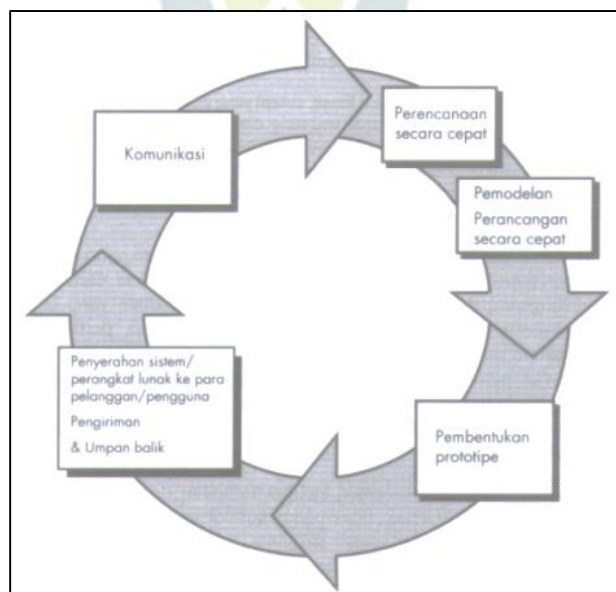 Komunikasi
Perencanaan
secara cepat
Pemodelan
Perancangan
secara cepat
Pembentukan
prototipe
Penyerahan sistem/
perangkat lunak ke para
pelanggan/pengguna
Pengiriman
& Umpan balik